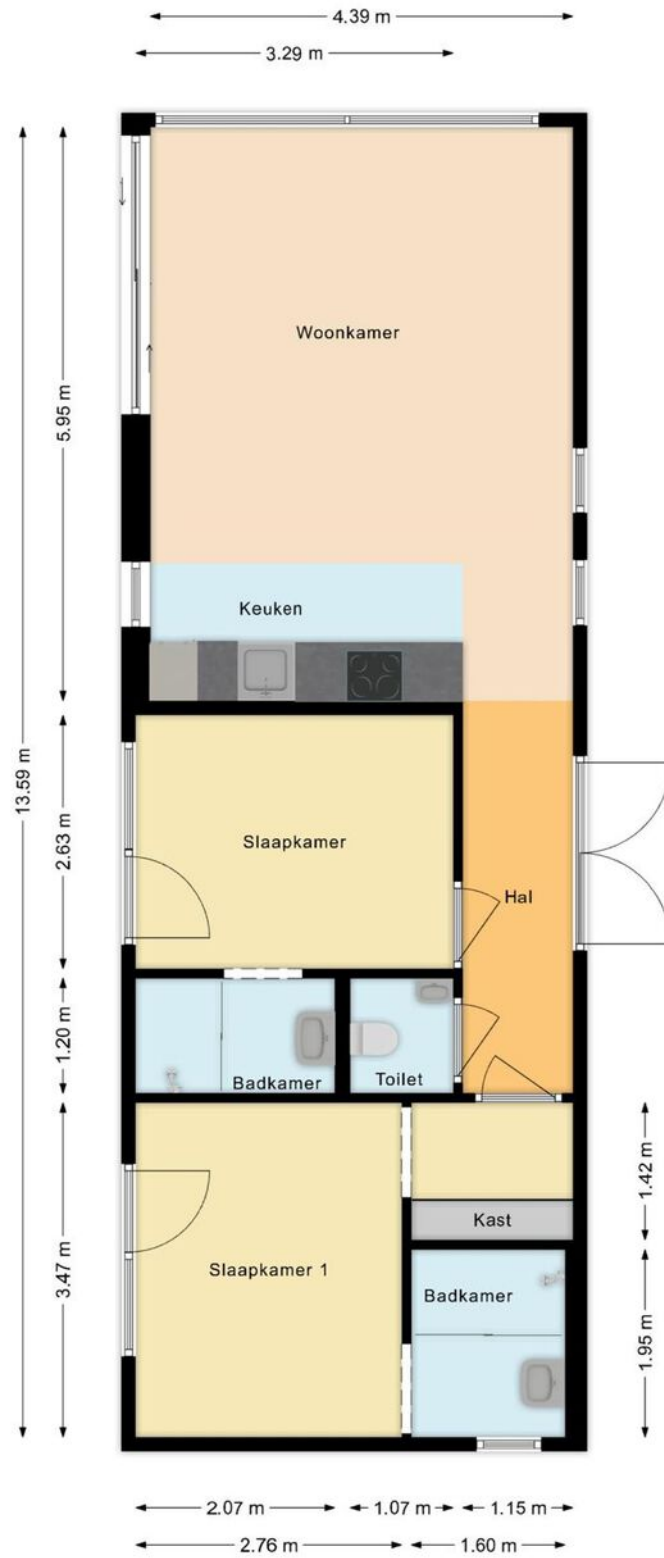 4.39 m
3.29 m
Woonkamer
5.95 m
Keuken
13.59 m
2.63 m
Slaapkamer
Hal
1.20 m
Badkamer
Toilet
1.42 m
Kast
3.47 m
Slaapkamer 1
Badkamer
1.95 m
2.07 m
1.07 m
1.15 m
2.76 m
1.60 m